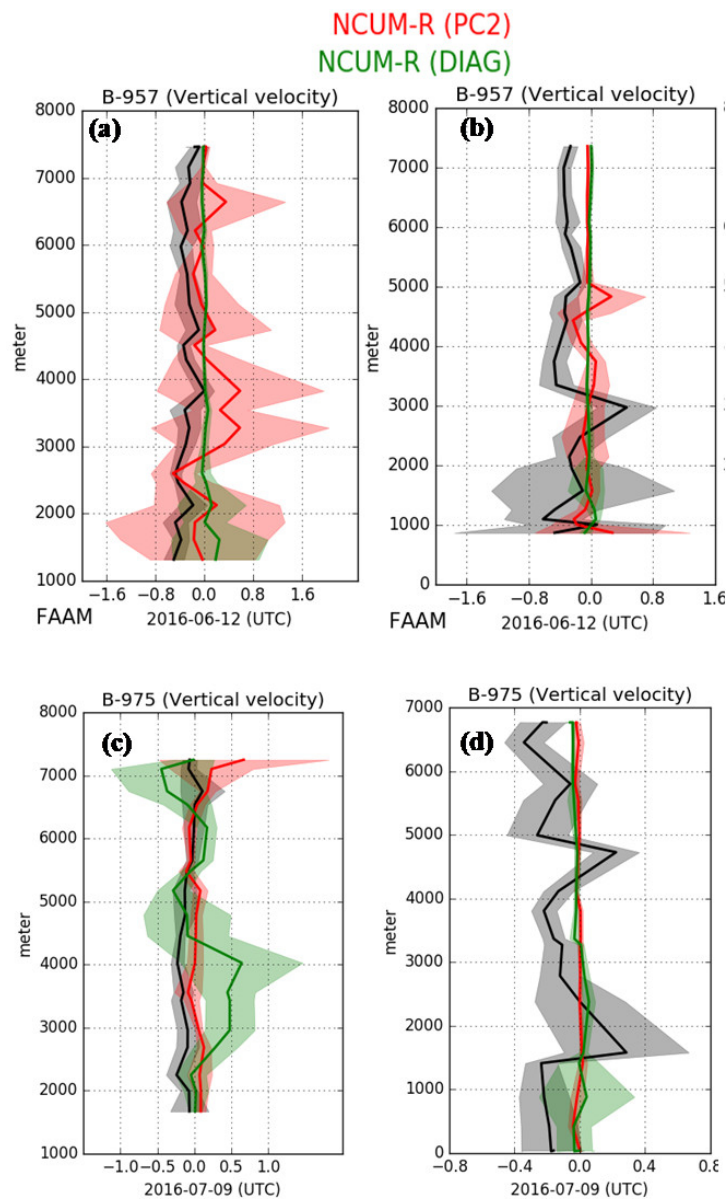 NCUM-R (PC2)
NCUM-R (DIAG)
B-957 (Vertical velocity)
(a)
8000
7000
6000
5000
4000
3000
2000
1000
meter
−1.6 −0.8 0.0 0.8 1.6
FAAM 2016-06-12 (UTC)
B-957 (Vertical velocity)
(b)
8000
7000
6000
5000
4000
3000
2000
1000
0
meter
−1.6 −0.8 0.0 0.8 1.6
FAAM 2016-06-12 (UTC)
B-975 (Vertical velocity)
(c)
8000
7000
6000
5000
4000
3000
2000
1000
meter
−1.0 −0.5 0.0 0.5 1.0
2016-07-09 (UTC)
B-975 (Vertical velocity)
(d)
7000
6000
5000
4000
3000
2000
1000
0
meter
−0.8 −0.4 0.0 0.4 0.8
2016-07-09 (UTC)